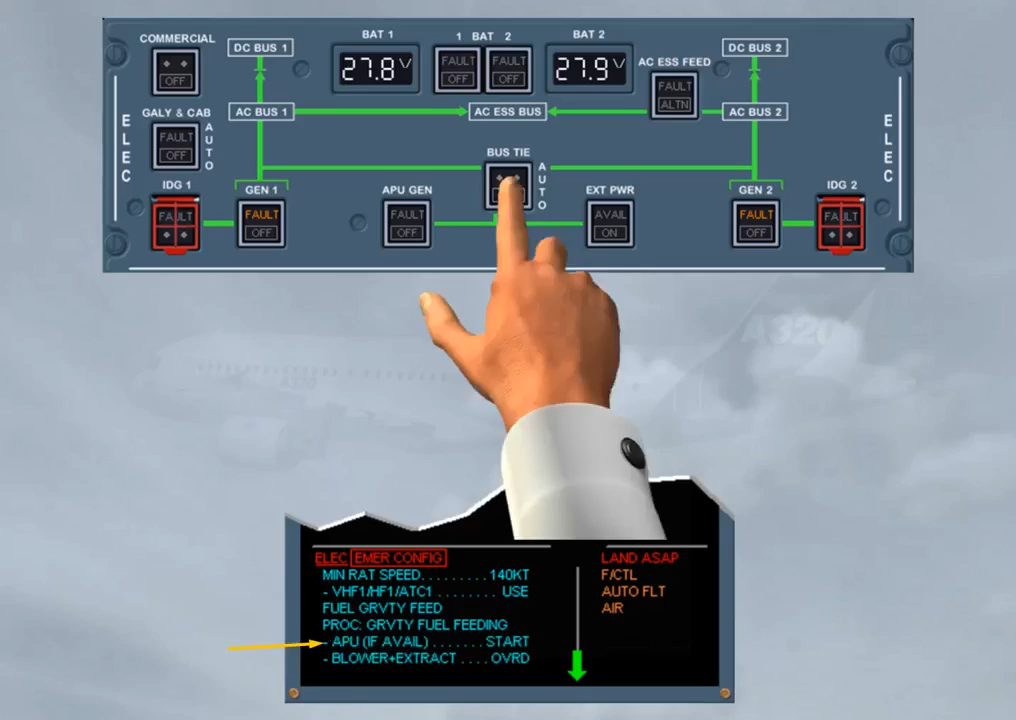 COMMERCIAL
OFF
DC BUS 1
BAT 1
27.8 V
1 BAT 2
FAULT
OFF
FAULT
OFF
BAT 2
27.9 V
AC ESS FEED
FAULT
ALTN
DC BUS 2
GALY & CAB
FAULT
OFF
AUTO
AC BUS 1
AC ESS BUS
AC BUS 2
ELEC
ELEC
BUS TIE
AUTO
IDG 1
FAULT
GEN 1
FAULT
OFF
APU GEN
FAULT
OFF
EXT PWR
AVAIL
ON
GEN 2
FAULT
OFF
IDG 2
FAULT
A320
A320
ELEC EMER CONFIG
MIN RAT SPEED.........140KT
- VHF1/HF1/ATC1........USE
FUEL GRVTY FEED
PROC: GRVTY FUEL FEEDING
- APU (IF AVAIL).......START
- BLOWER+EXTRACT....OVRD
LAND ASAP
F/CTL
AUTO FLT
AIR